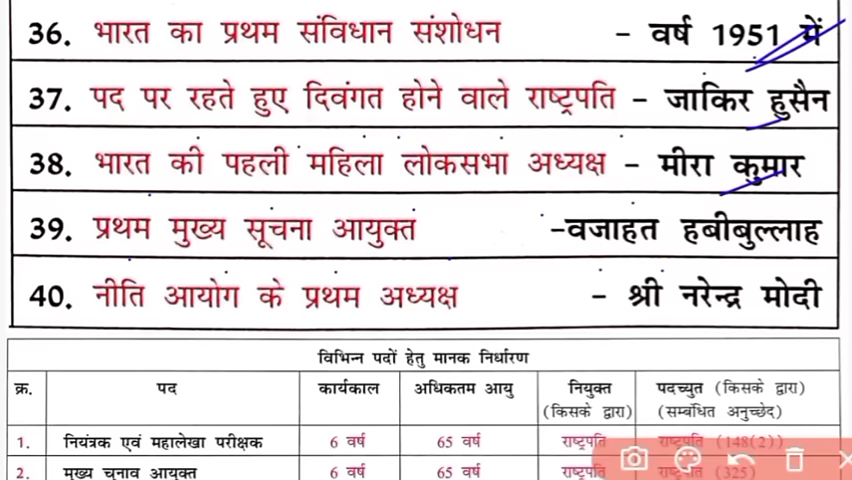 36. भारत का प्रथम संविधान संशोधन - वर्ष 1951 में
37. पद पर रहते हुए दिवंगत होने वाले राष्ट्रपति - जाकिर हुसैन
38. भारत की पहली महिला लोकसभा अध्यक्ष - मीरा कुमार
39. प्रथम मुख्य सूचना आयुक्त -वजाहत हबीबुल्लाह
40. नीति आयोग के प्रथम अध्यक्ष - श्री नरेन्द्र मोदी
विभिन्न पदों हेतु मानक निर्धारण
क्र. पद कार्यकाल अधिकतम आयु नियुक्त पदच्युत (किसके द्वारा)
(किसके द्वारा) (सम्बंधित अनुच्छेद)
1. नियंत्रक एवं महालेखा परीक्षक 6 वर्ष 65 वर्ष राष्ट्रपति राष्ट्रपति (148(2))
2. मुख्य चुनाव आयुक्त 6 वर्ष 65 वर्ष राष्ट्रपति राष्ट्रपति (325)